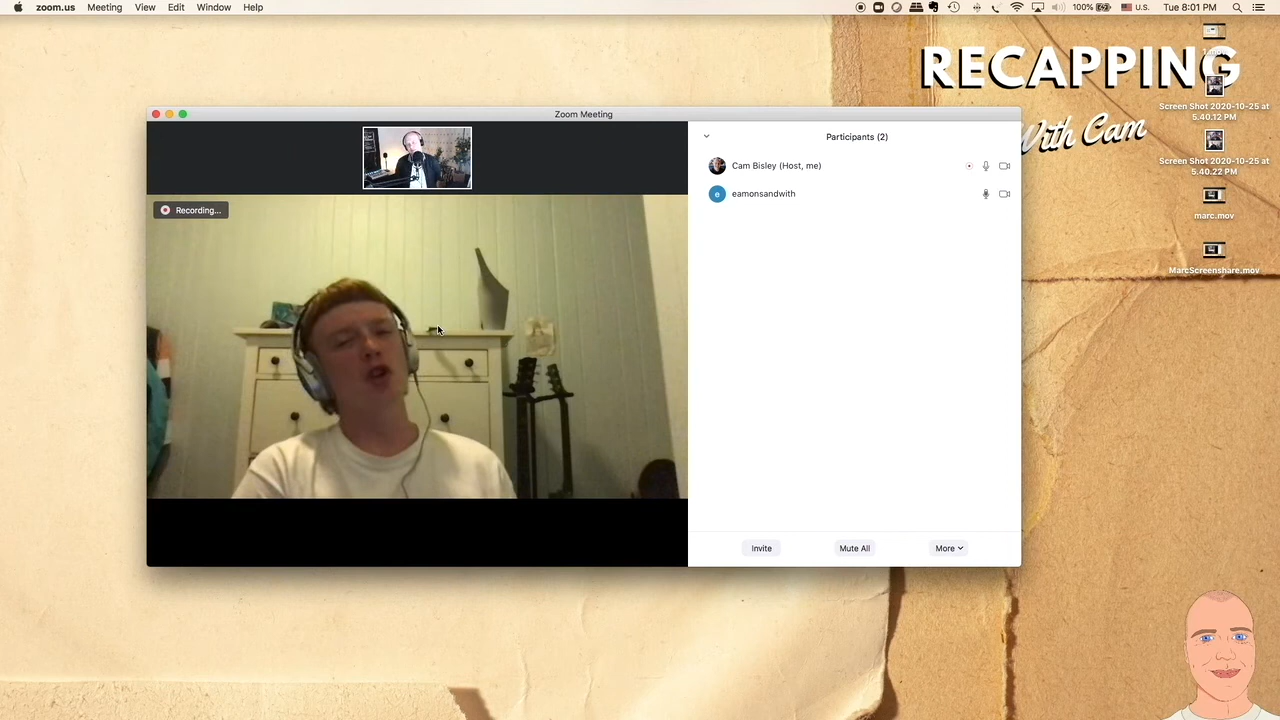 zoom.us Meeting View Edit Window Help
100% U.S. Tue 8:01 PM
RECAPPING
With Cam
Screen Shot 2020-10-25 at
5.40.12 PM
Screen Shot 2020-10-25 at
5.40.22 PM
marc.mov
MarcScreenshare.mov
Zoom Meeting
Recording...
Participants (2)
Cam Bisley (Host, me)
e eamonsandwith
Invite Mute All More